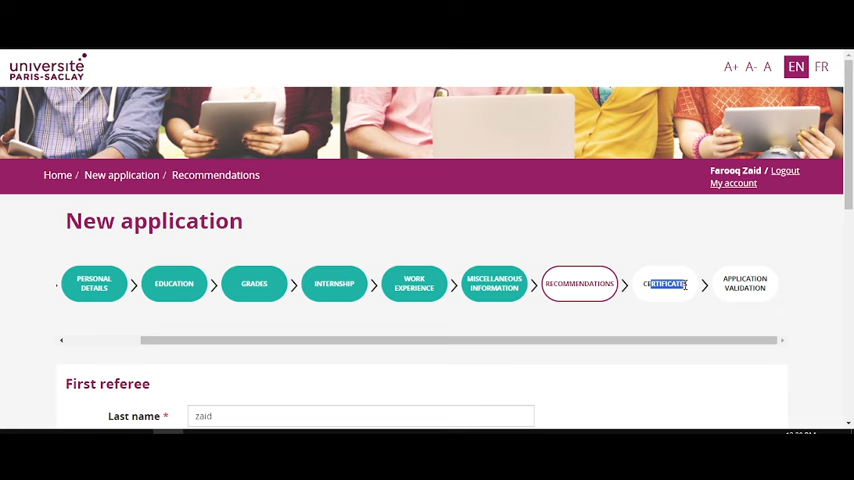 université
PARIS-SACLAY
A+ A- A EN FR
Home / New application / Recommendations
Farooq Zaid / Logout
My account
New application
PERSONAL DETAILS
EDUCATION
GRADES
INTERNSHIP
WORK EXPERIENCE
MISCELLANEOUS INFORMATION
RECOMMENDATIONS
CERTIFICATE
APPLICATION VALIDATION
First referee
Last name * zaid